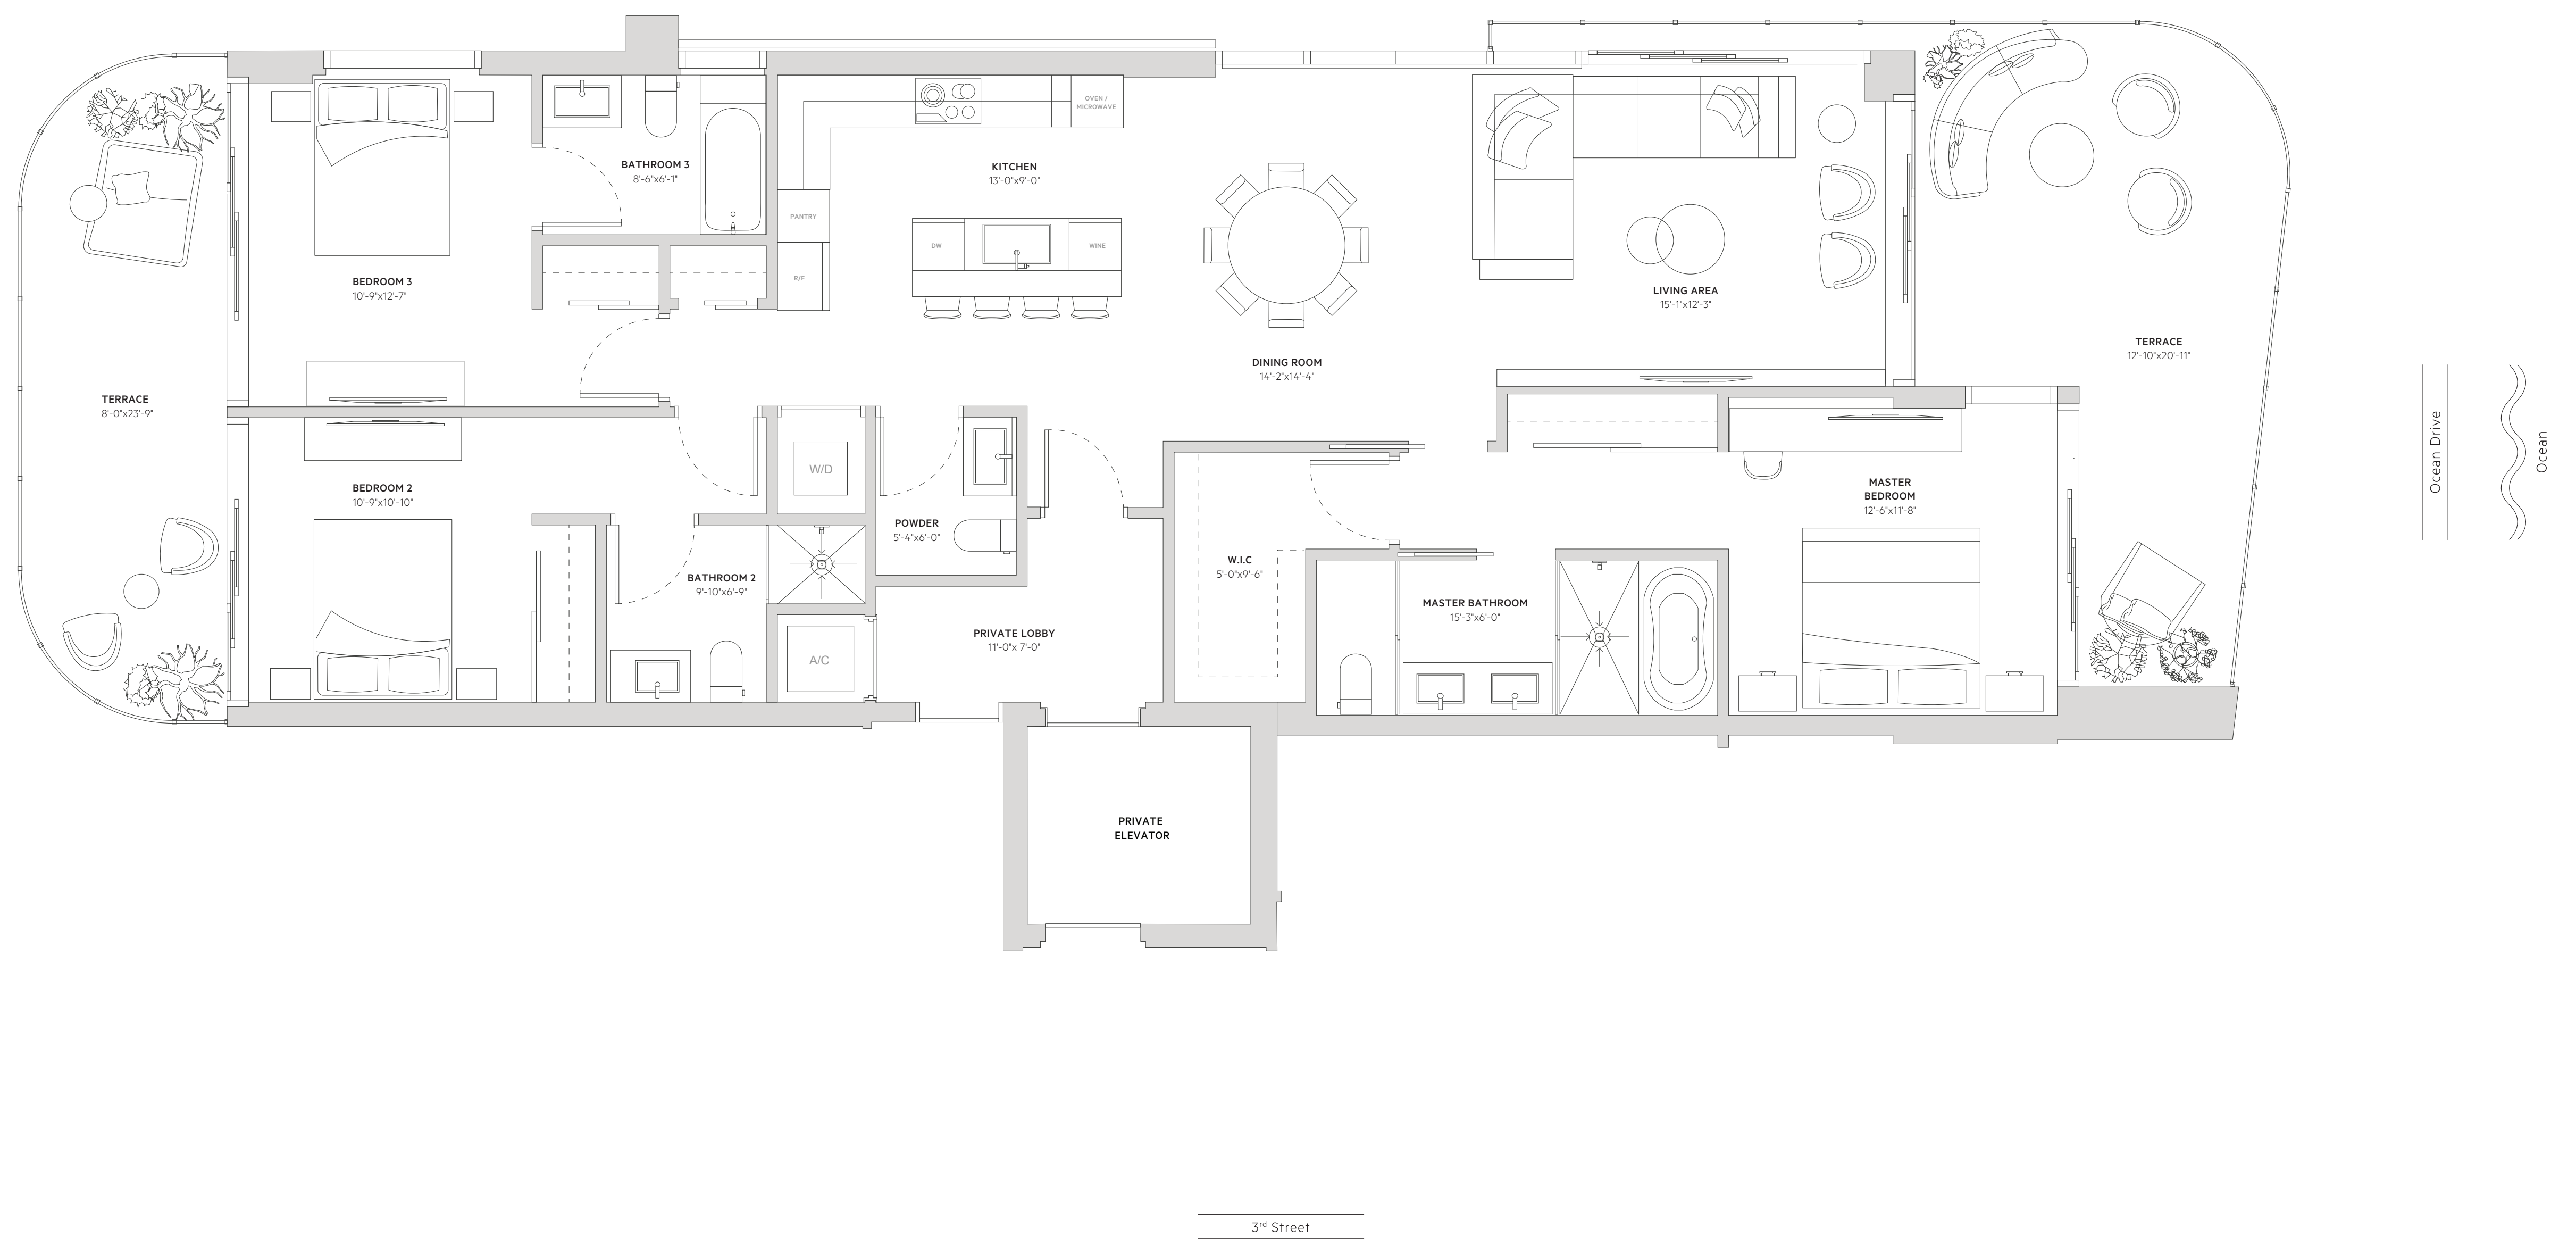 OVEN /
MICROWAVE
BATHROOM 3
8'-6"x6'-1"
KITCHEN
13'-0"x9'-0"
PANTRY
DW
WINE
R/F
BEDROOM 3
10'-9"x12'-7"
LIVING AREA
15'-1"x12'-3"
TERRACE
12'-10"x20'-11"
DINING ROOM
14'-2"x14'-4"
TERRACE
8'-0"x23'-9"
Ocean Drive
Ocean
BEDROOM 2
10'-9"x10'-10"
W/D
MASTER
BEDROOM
12'-6"x11'-8"
POWDER
5'-4"x6'-0"
W.I.C
5'-0"x9'-6"
BATHROOM 2
9'-10"x6'-9"
MASTER BATHROOM
15'-3"x6'-0"
PRIVATE LOBBY
11'-0"x 7'-0"
A/C
PRIVATE
ELEVATOR
3rd Street